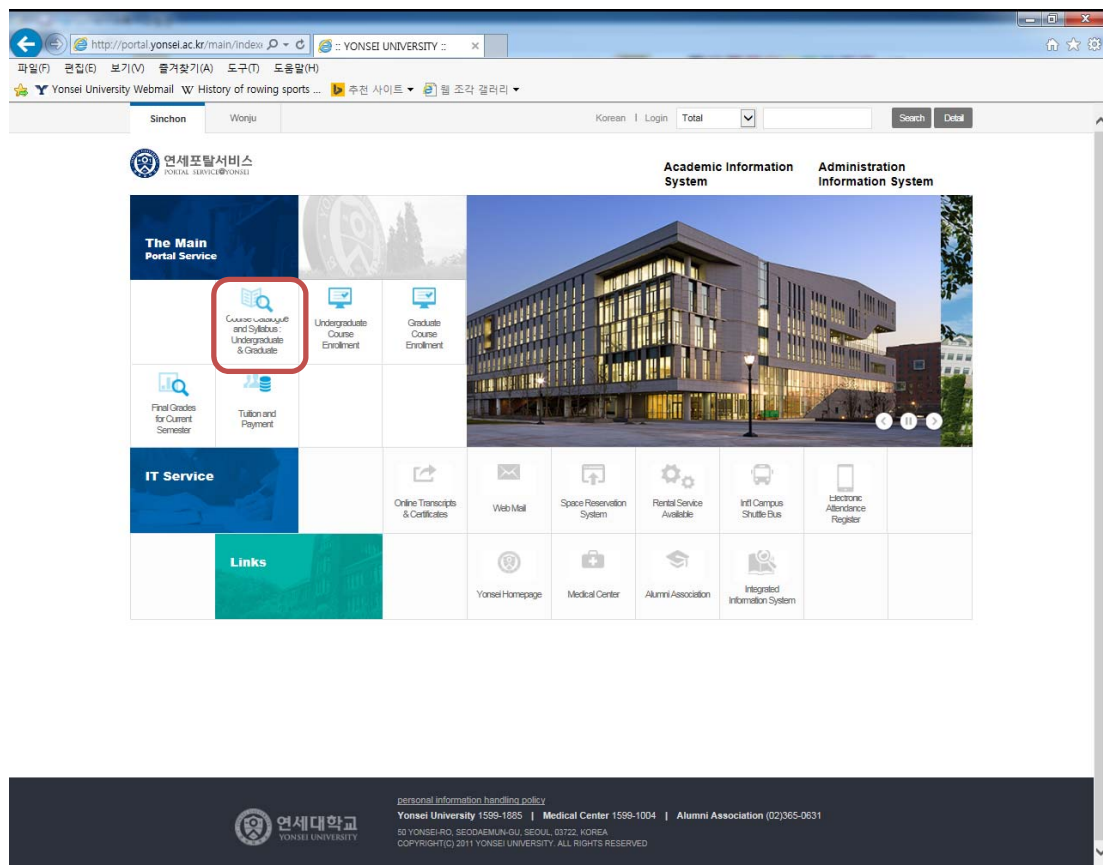 http://portal.yonsei.ac.kr/main/index
:: YONSEI UNIVERSITY ::
파일(F) 편집(E) 보기(V) 즐겨찾기(A) 도구(T) 도움말(H)
Yonsei University Webmail W History of rowing sports ... 추천 사이트 웹 조각 갤러리
Sinchon Wonju Korean | Login Total Search Detail
연세포탈서비스
PORTAL SERVICE@YONSEI
Academic Information
System
Administration
Information System
The Main
Portal Service
Course Catalogue
and Syllabus :
Undergraduate
& Graduate
Undergraduate
Course
Enrollment
Graduate
Course
Enrollment
Final Grades
for Current
Semester
Tuition and
Payment
IT Service
Online Transcripts
& Certificates
Web Mail
Space Reservation
System
Rental Service
Available
Int'l Campus
Shuttle Bus
Electronic
Attendance
Register
Links
Yonsei Homepage
Medical Center
Alumni Association
Integrated
Information System
연세대학교
YONSEI UNIVERSITY
personal information handling policy
Yonsei University 1599-1885 | Medical Center 1599-1004 | Alumni Association (02)365-0631
50 YONSEI-RO, SEODAEMUN-GU, SEOUL, 03722, KOREA
COPYRIGHT(C) 2011 YONSEI UNIVERSITY. ALL RIGHTS RESERVED